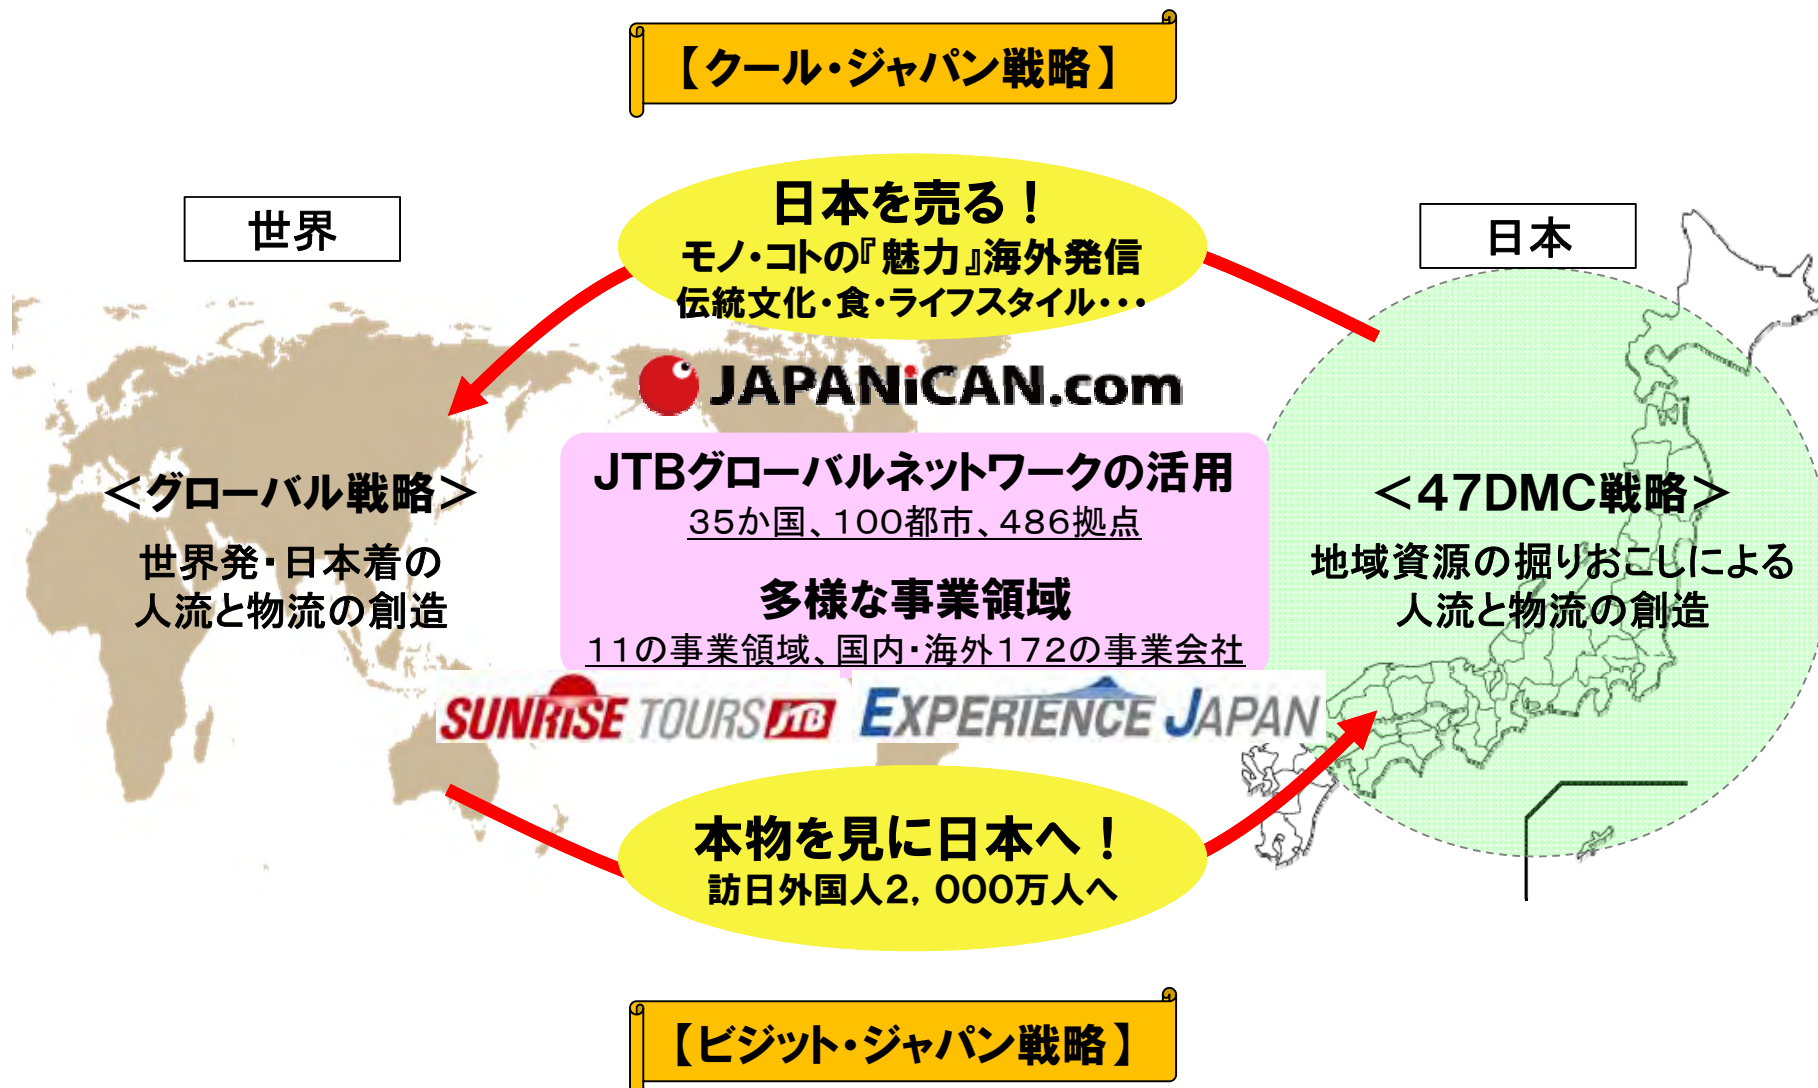 【クール・ジャパン戦略】
世界
日本を売る！
モノ・コトの『魅力』海外発信
伝統文化・食・ライフスタイル・・・
日本
JAPANiCAN.com
JTBグローバルネットワークの活用
35か国、100都市、486拠点
多様な事業領域
11の事業領域、国内・海外172の事業会社
＜グローバル戦略＞
世界発・日本着の
人流と物流の創造
＜47DMC戦略＞
地域資源の掘りおこしによる
人流と物流の創造
SUNRISE TOURS JTB
EXPERIENCE JAPAN
本物を見に日本へ！
訪日外国人2，000万人へ
【ビジット・ジャパン戦略】